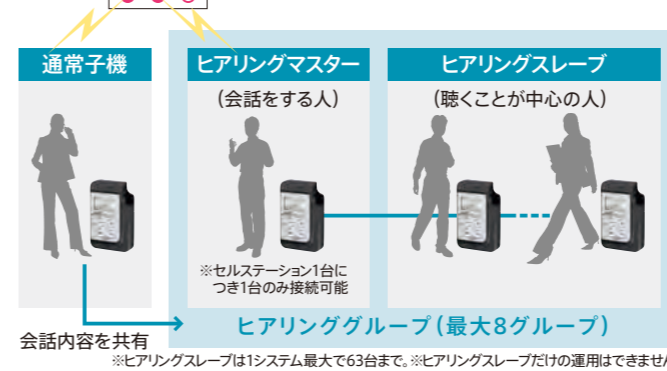 通常子機
ヒアリングマスター
ヒアリングスレーブ
(会話をする人)
(聴くことが中心の人)
※セルステーション1台に
つき1台のみ接続可能
会話内容を共有
ヒアリンググループ(最大8グループ)
※ヒアリングスレーブは1システム最大で63台まで。※ヒアリングスレーブだけの運用はできません